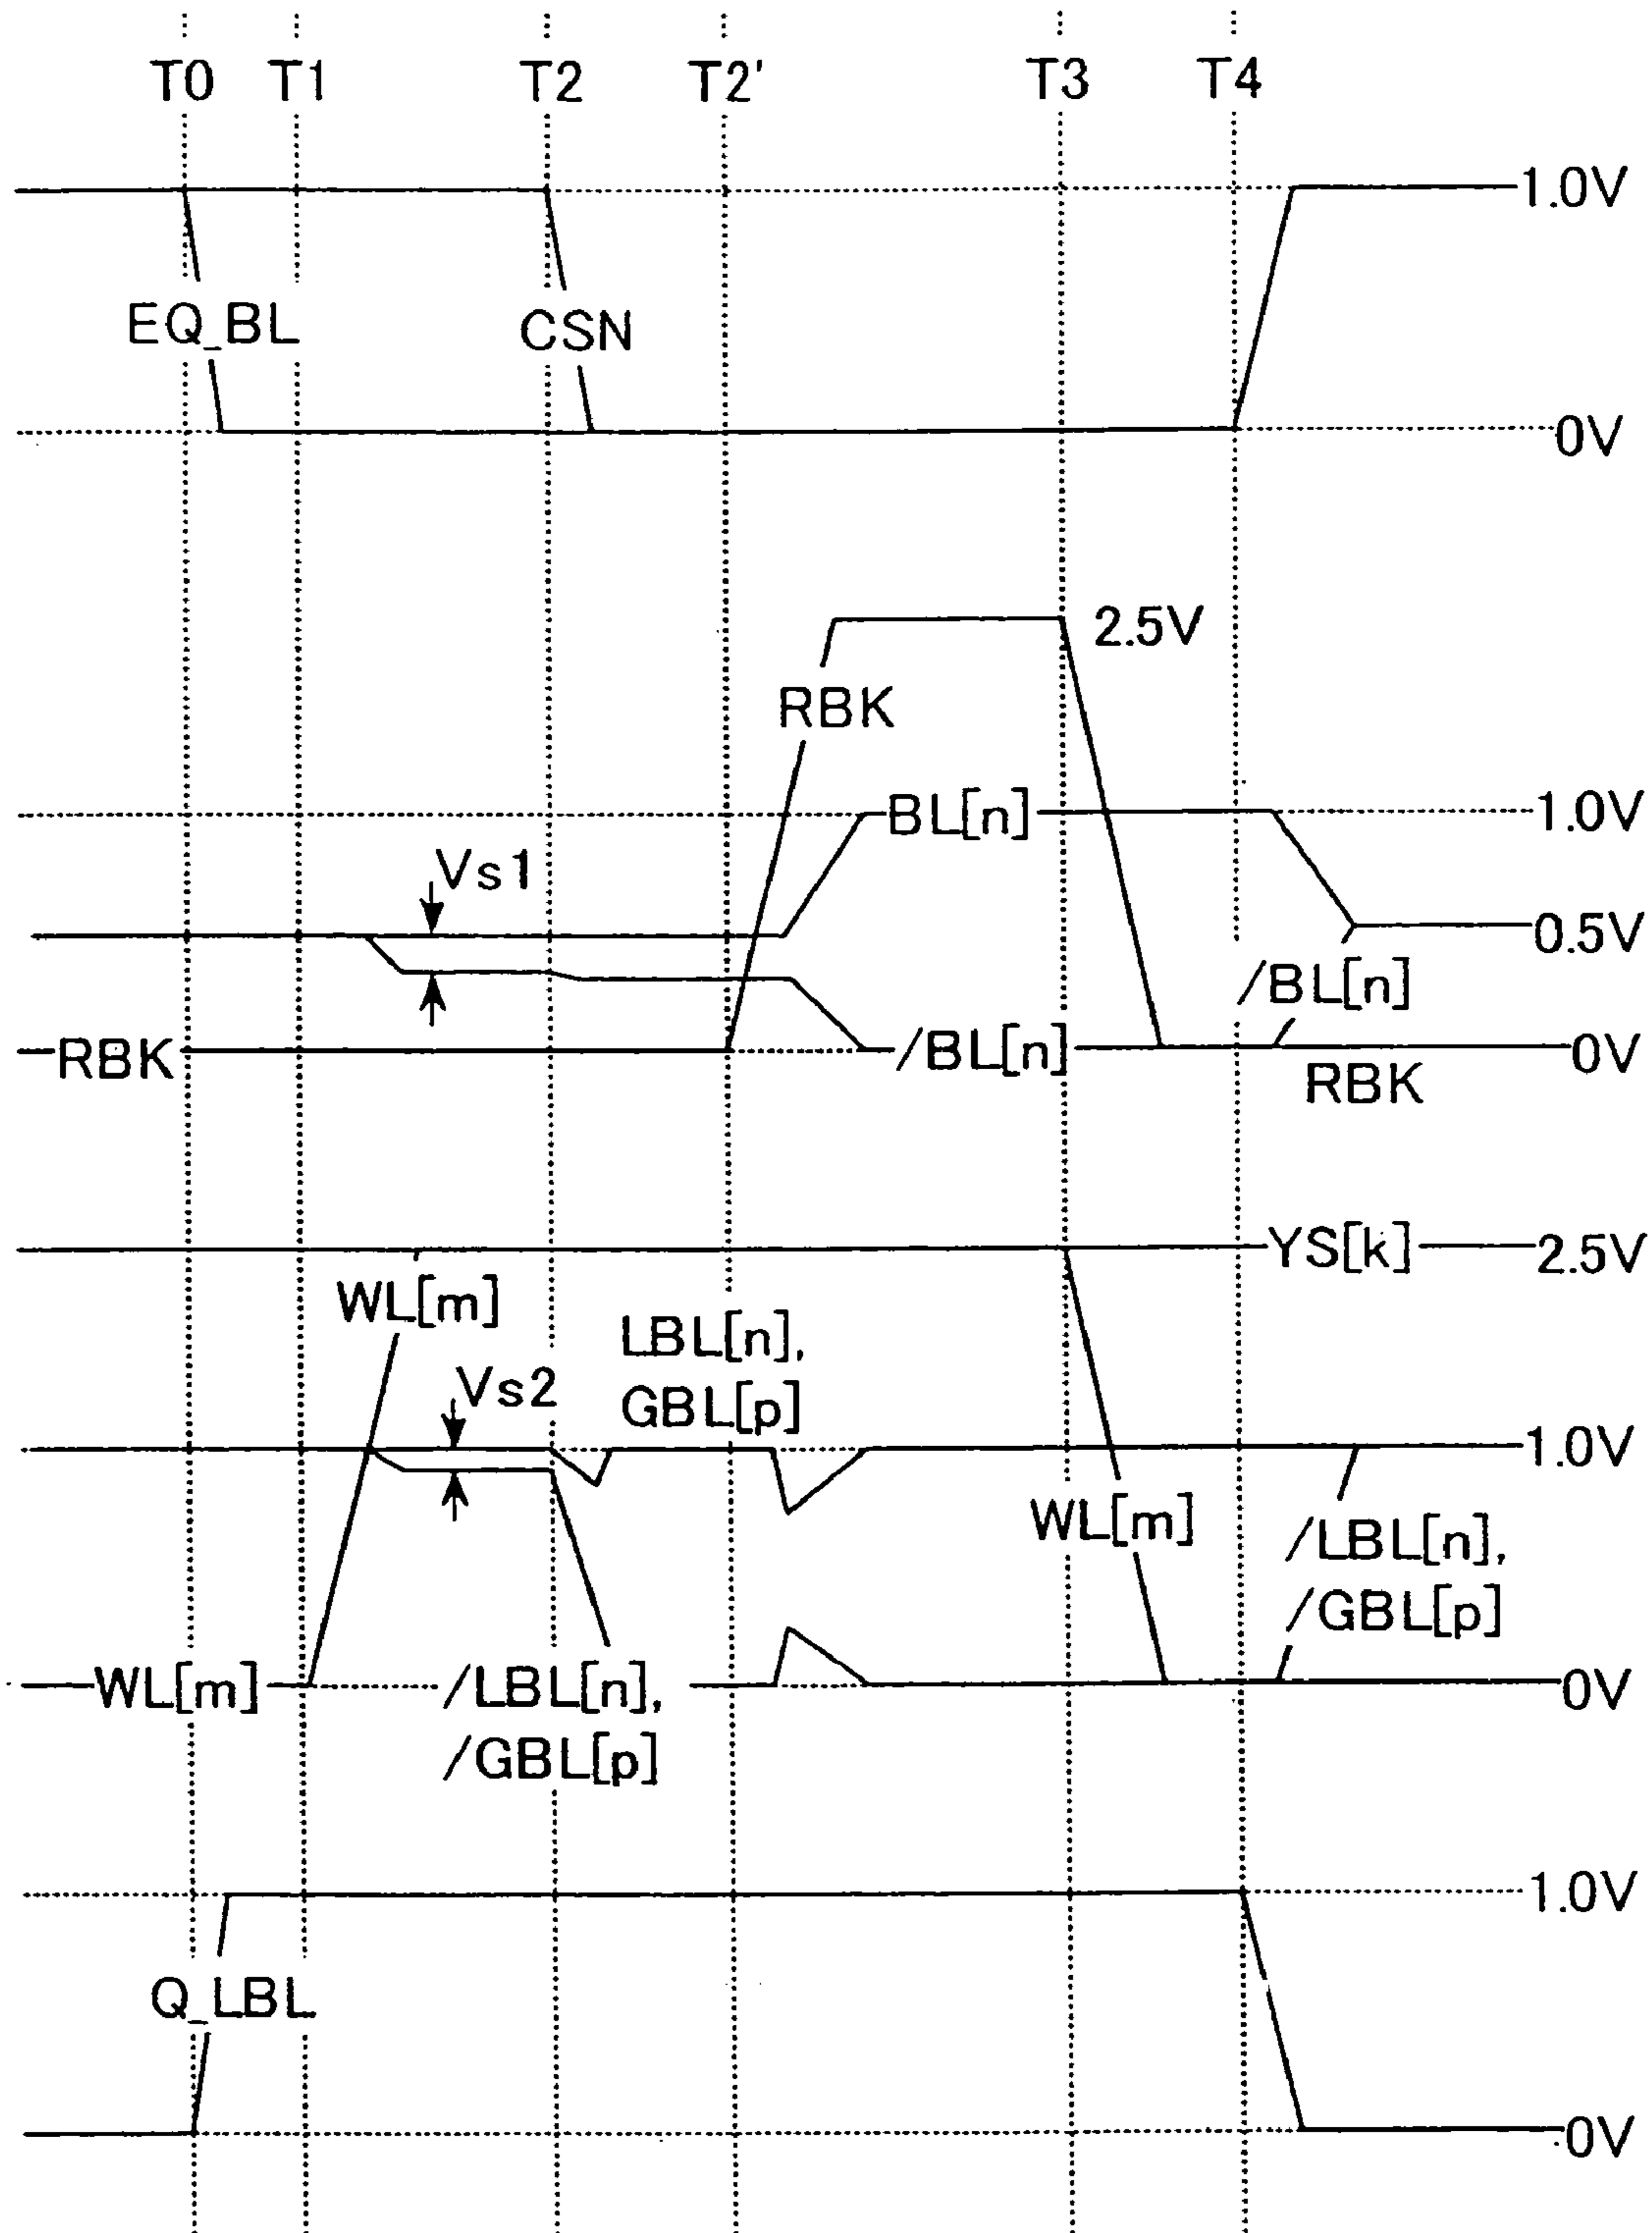 T0 T1 T2 T2' T3 T4
1.0V
EQ_BL CSN
0V
2.5V
RBK
BL[n] 1.0V
Vs1
0.5V
/BL[n]
RBK /BL[n] 0V
RBK
YS[k] 2.5V
WL[m]
LBL[n],
GBL[p]
Vs2
1.0V
WL[m]
/LBL[n],
/GBL[p]
WL[m] /LBL[n], 0V
/GBL[p]
1.0V
Q_LBL
0V